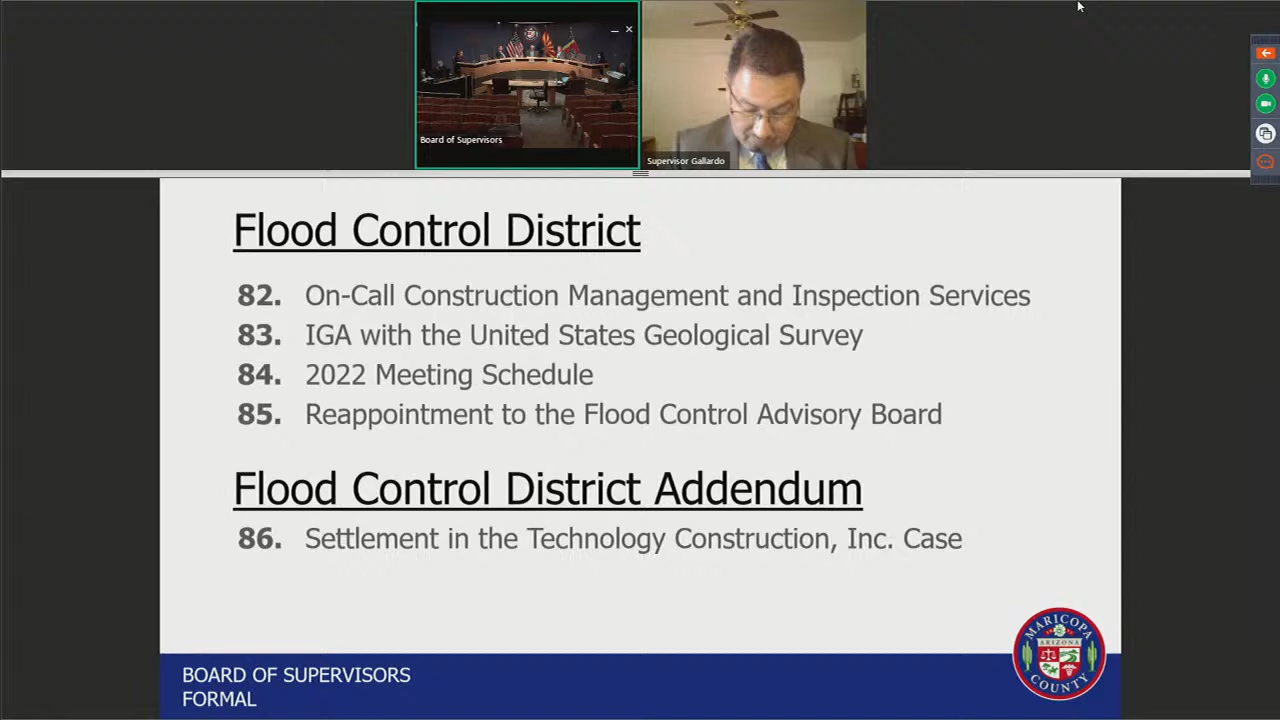 Board of Supervisors
Supervisor Gallardo
Flood Control District
82. On-Call Construction Management and Inspection Services
83. IGA with the United States Geological Survey
84. 2022 Meeting Schedule
85. Reappointment to the Flood Control Advisory Board
Flood Control District Addendum
86. Settlement in the Technology Construction, Inc. Case
BOARD OF SUPERVISORS
FORMAL
MARICOPA
ARIZONA
COUNTY